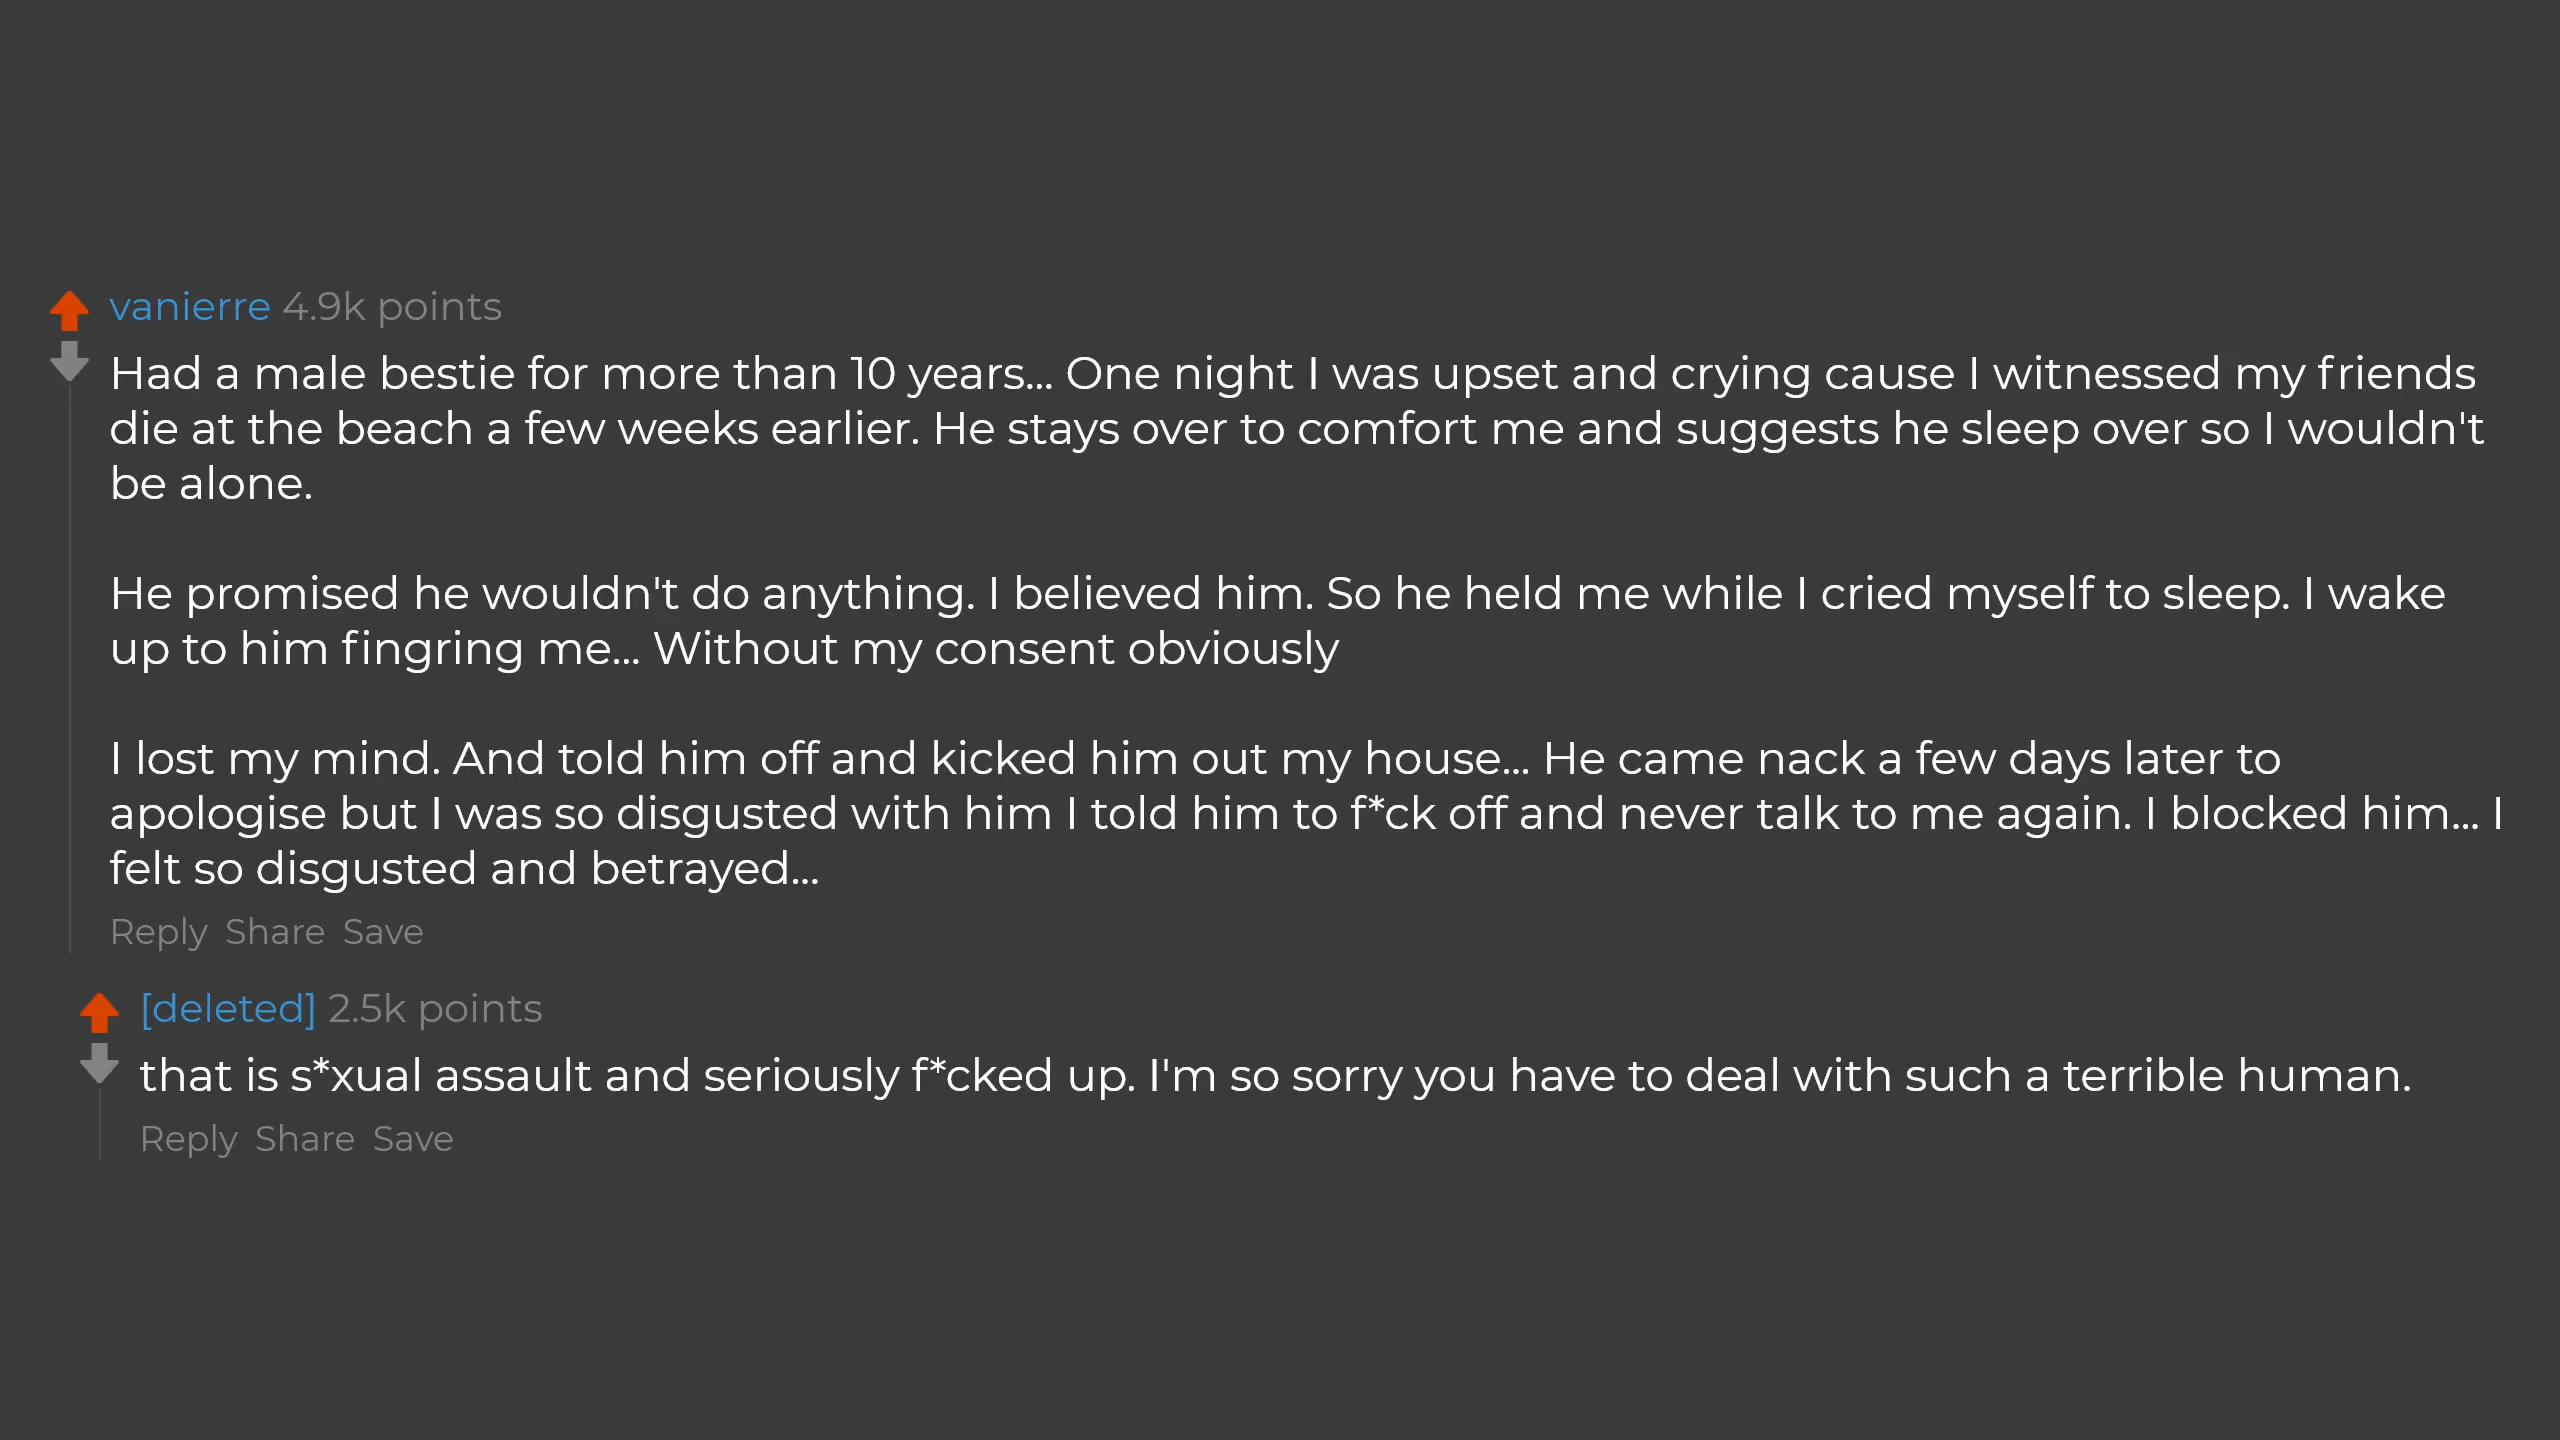 vanierre 4.9k points
Had a male bestie for more than 10 years... One night I was upset and crying cause I witnessed my friends
die at the beach a few weeks earlier. He stays over to comfort me and suggests he sleep over so I wouldn't
be alone.
He promised he wouldn't do anything. I believed him. So he held me while I cried myself to sleep. I wake
up to him fingring me... Without my consent obviously
I lost my mind. And told him off and kicked him out my house... He came nack a few days later to
apologise but I was so disgusted with him I told him to f*ck off and never talk to me again. I blocked him... I
felt so disgusted and betrayed...
Reply Share Save
[deleted] 2.5k points
that is s*xual assault and seriously f*cked up. I'm so sorry you have to deal with such a terrible human.
Reply Share Save